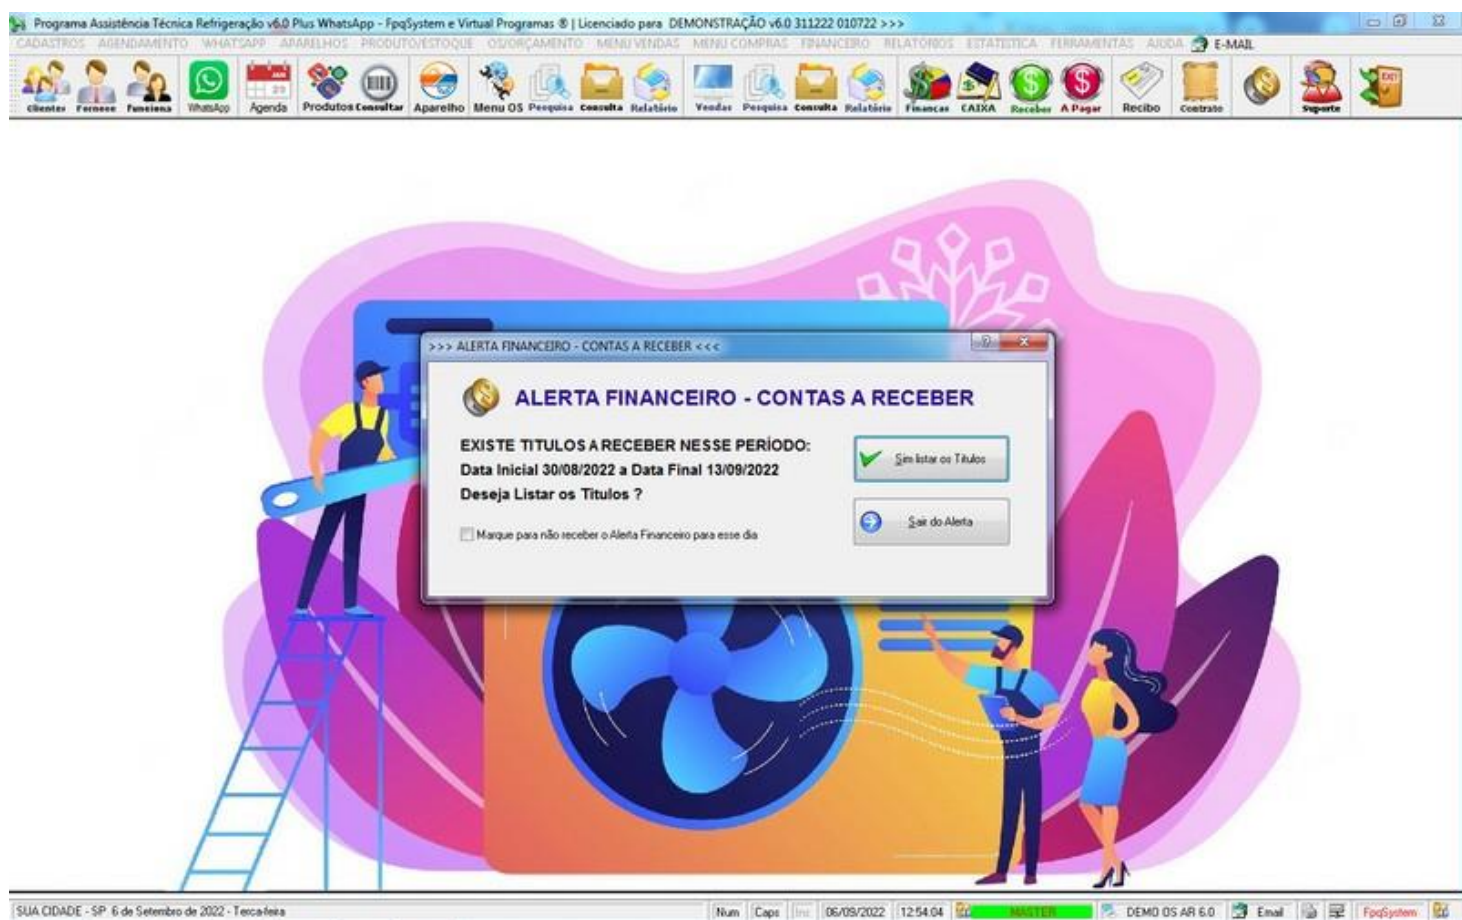 Programa Assistência Técnica Refrigeração v6.0 Plus WhatsApp - FpqSystem e Virtual Programas ® | Licenciado para DEMONSTRAÇÃO v6.0 311222 010722 >>>
CADASTROS AGENDAMENTO WHATSAPP APARELHOS PRODUTO/ESTOQUE OS/ORÇAMENTO MENU VENDAS MENU COMPRAS FINANCEIRO RELATÓRIOS ESTATISTICA FERRAMENTAS AJUDA E-MAIL
Clientes Fornece Funciona WhatsApp Agenda Produtos Consultar Aparelho Menu OS Pesquisa Consulta Relatório Vendas Pesquisa Consulta Relatório Financas CAIXA Receber A Pagar Recibo Contrato Suporte
EXIT
>>> ALERTA FINANCEIRO - CONTAS A RECEBER <<<
ALERTA FINANCEIRO - CONTAS A RECEBER
EXISTE TITULOS A RECEBER NESSE PERÍODO:
Data Inicial 30/08/2022 a Data Final 13/09/2022
Deseja Listar os Titulos ?
Sim listar os Titulos
Sair do Alerta
Marque para não receber o Alerta Financeiro para esse dia
SUA CIDADE - SP 6 de Setembro de 2022 - Terca-feira Num Caps Ins 06/09/2022 12:54:04 MASTER DEMO OS AR 6.0 Email FpqSystem